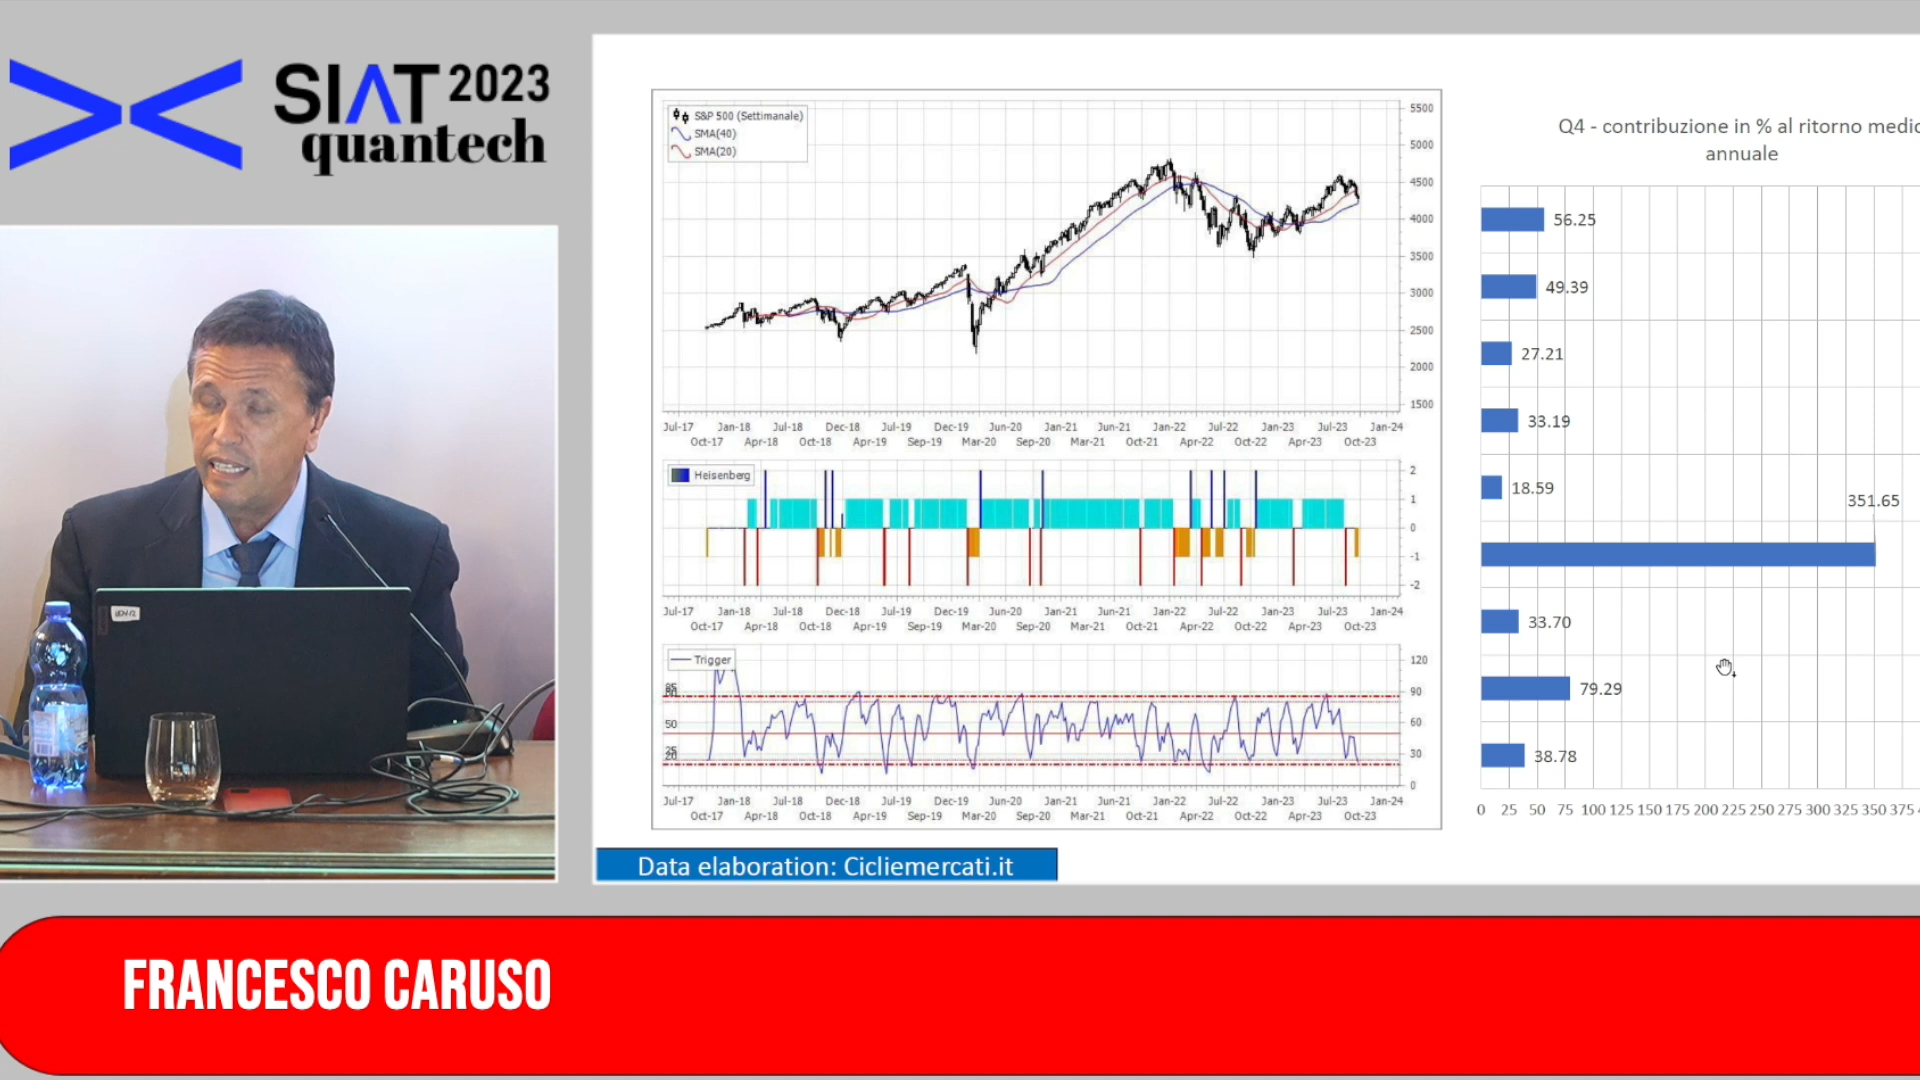 SIAT 2023
quantech
S&P 500 (Settimanale)
SMA(40)
SMA(20)
5500
5000
4500
4000
3500
3000
2500
2000
1500
Jul-17 Jan-18 Jul-18 Dec-18 Jul-19 Dec-19 Jun-20 Jan-21 Jun-21 Jan-22 Jul-22 Jan-23 Jul-23 Jan-24
Oct-17 Apr-18 Oct-18 Apr-19 Sep-19 Mar-20 Sep-20 Mar-21 Oct-21 Apr-22 Oct-22 Apr-23 Oct-23
Heisenberg
2
1
0
-1
-2
Jul-17 Jan-18 Jul-18 Dec-18 Jul-19 Dec-19 Jun-20 Jan-21 Jun-21 Jan-22 Jul-22 Jan-23 Jul-23 Jan-24
Oct-17 Apr-18 Oct-18 Apr-19 Sep-19 Mar-20 Sep-20 Mar-21 Oct-21 Apr-22 Oct-22 Apr-23 Oct-23
Trigger
120
90
60
30
0
85
50
25
20
Jul-17 Jan-18 Jul-18 Dec-18 Jul-19 Dec-19 Jun-20 Jan-21 Jun-21 Jan-22 Jul-22 Jan-23 Jul-23 Jan-24
Oct-17 Apr-18 Oct-18 Apr-19 Sep-19 Mar-20 Sep-20 Mar-21 Oct-21 Apr-22 Oct-22 Apr-23 Oct-23
Data elaboration: Cicliemercati.it
Q4 - contribuzione in % al ritorno medio
annuale
56.25
49.39
27.21
33.19
18.59
351.65
33.70
79.29
38.78
0 25 50 75 100 125 150 175 200 225 250 275 300 325 350 375
FRANCESCO CARUSO